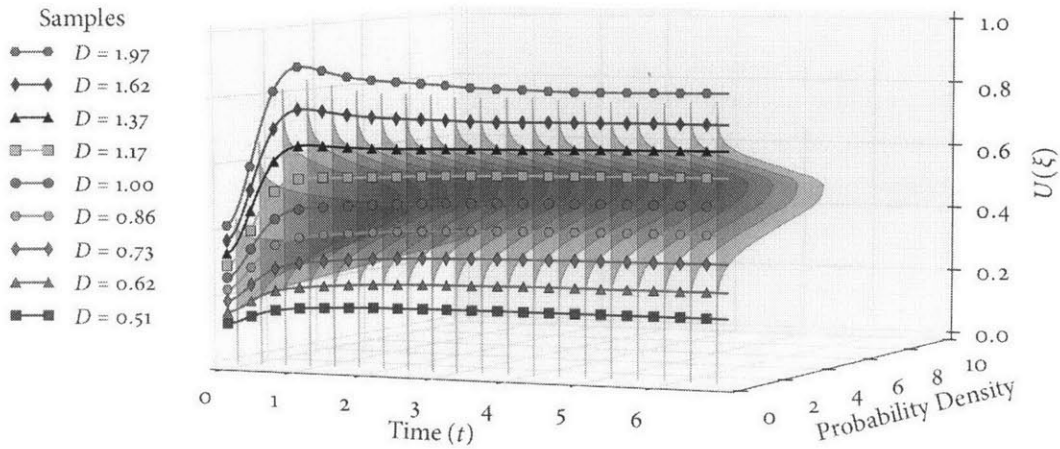 Samples
D = 1.97
D = 1.62
D = 1.37
D = 1.17
D = 1.00
D = 0.86
D = 0.73
D = 0.62
D = 0.51
1.0
0.8
0.6
0.4
0.2
0.0
U(ξ)
0 1 2 3 4 5 6
Time (t)
0 2 4 6 8 10
Probability Density